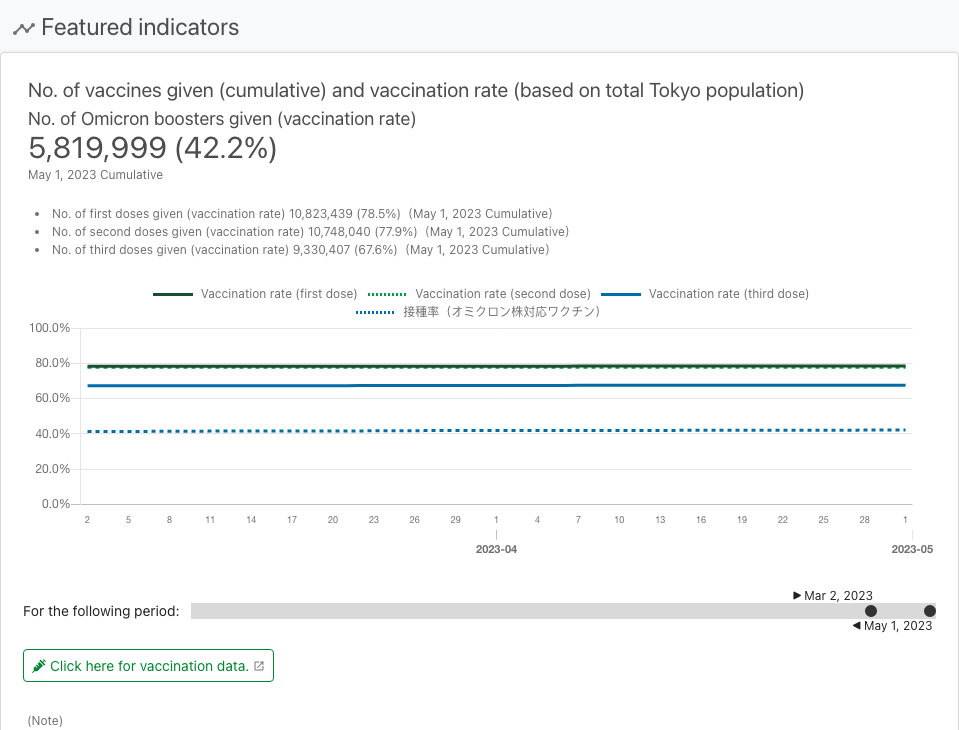 Featured indicators
No. of vaccines given (cumulative) and vaccination rate (based on total Tokyo population)
No. of Omicron boosters given (vaccination rate)
5,819,999 (42.2%)
May 1, 2023 Cumulative
No. of first doses given (vaccination rate) 10,823,439 (78.5%) (May 1, 2023 Cumulative)
No. of second doses given (vaccination rate) 10,748,040 (77.9%) (May 1, 2023 Cumulative)
No. of third doses given (vaccination rate) 9,330,407 (67.6%) (May 1, 2023 Cumulative)
Vaccination rate (first dose) Vaccination rate (second dose) Vaccination rate (third dose)
接種率（オミクロン株対応ワクチン）
100.0%
80.0%
60.0%
40.0%
20.0%
0.0%
2 5 8 11 14 17 20 23 26 29 1 4 7 10 13 16 19 22 25 28 1
2023-04 2023-05
Mar 2, 2023
For the following period:
May 1, 2023
Click here for vaccination data.
(Note)